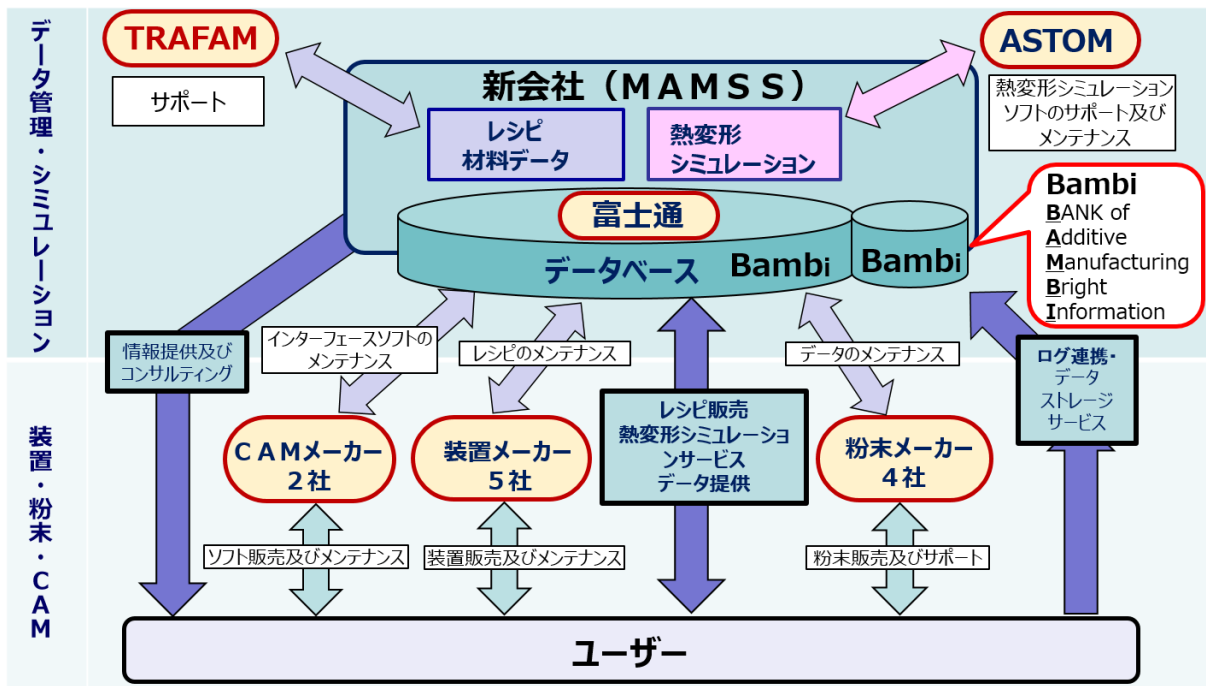 データ管理・シミュレーション
TRAFAM
サポート
新会社（ＭＡＭＳＳ）
レシピ
材料データ
熱変形
シミュレーション
ASTOM
熱変形シミュレーション
ソフトのサポート及び
メンテナンス
富士通
データベース
Bambi
Bambi
Bambi
BANK of
Additive
Manufacturing
Bright
Information
情報提供及び
コンサルティング
インターフェースソフトの
メンテナンス
レシピのメンテナンス
データのメンテナンス
ログ連携・
データ
ストレージ
サービス
装置・粉末・ＣＡＭ
ＣＡＭメーカー
２社
装置メーカー
５社
レシピ販売
熱変形シミュレーショ
ンサービス
データ提供
粉末メーカー
４社
ソフト販売及びメンテナンス
装置販売及びメンテナンス
粉末販売及びサポート
ユーザー